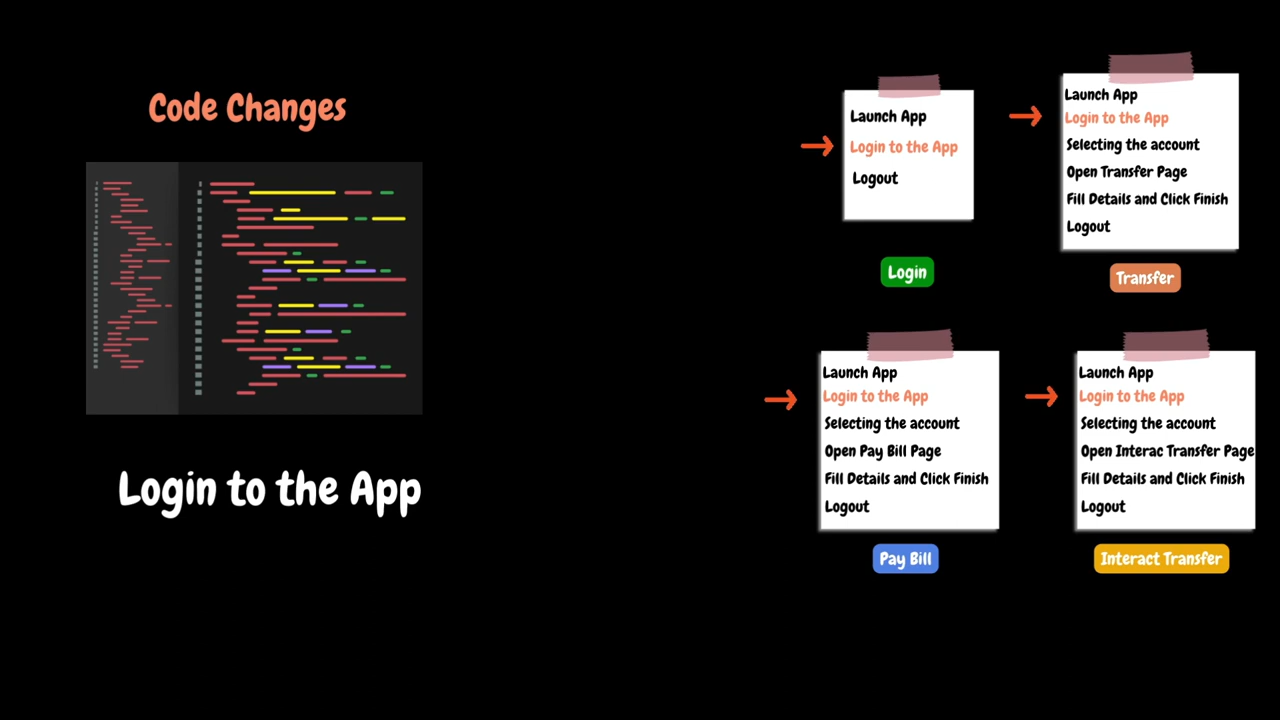 Code Changes
Login to the App
Launch App
Login to the App
Logout
Login
Launch App
Login to the App
Selecting the account
Open Transfer Page
Fill Details and Click Finish
Logout
Transfer
Launch App
Login to the App
Selecting the account
Open Pay Bill Page
Fill Details and Click Finish
Logout
Pay Bill
Launch App
Login to the App
Selecting the account
Open Interac Transfer Page
Fill Details and Click Finish
Logout
Interact Transfer